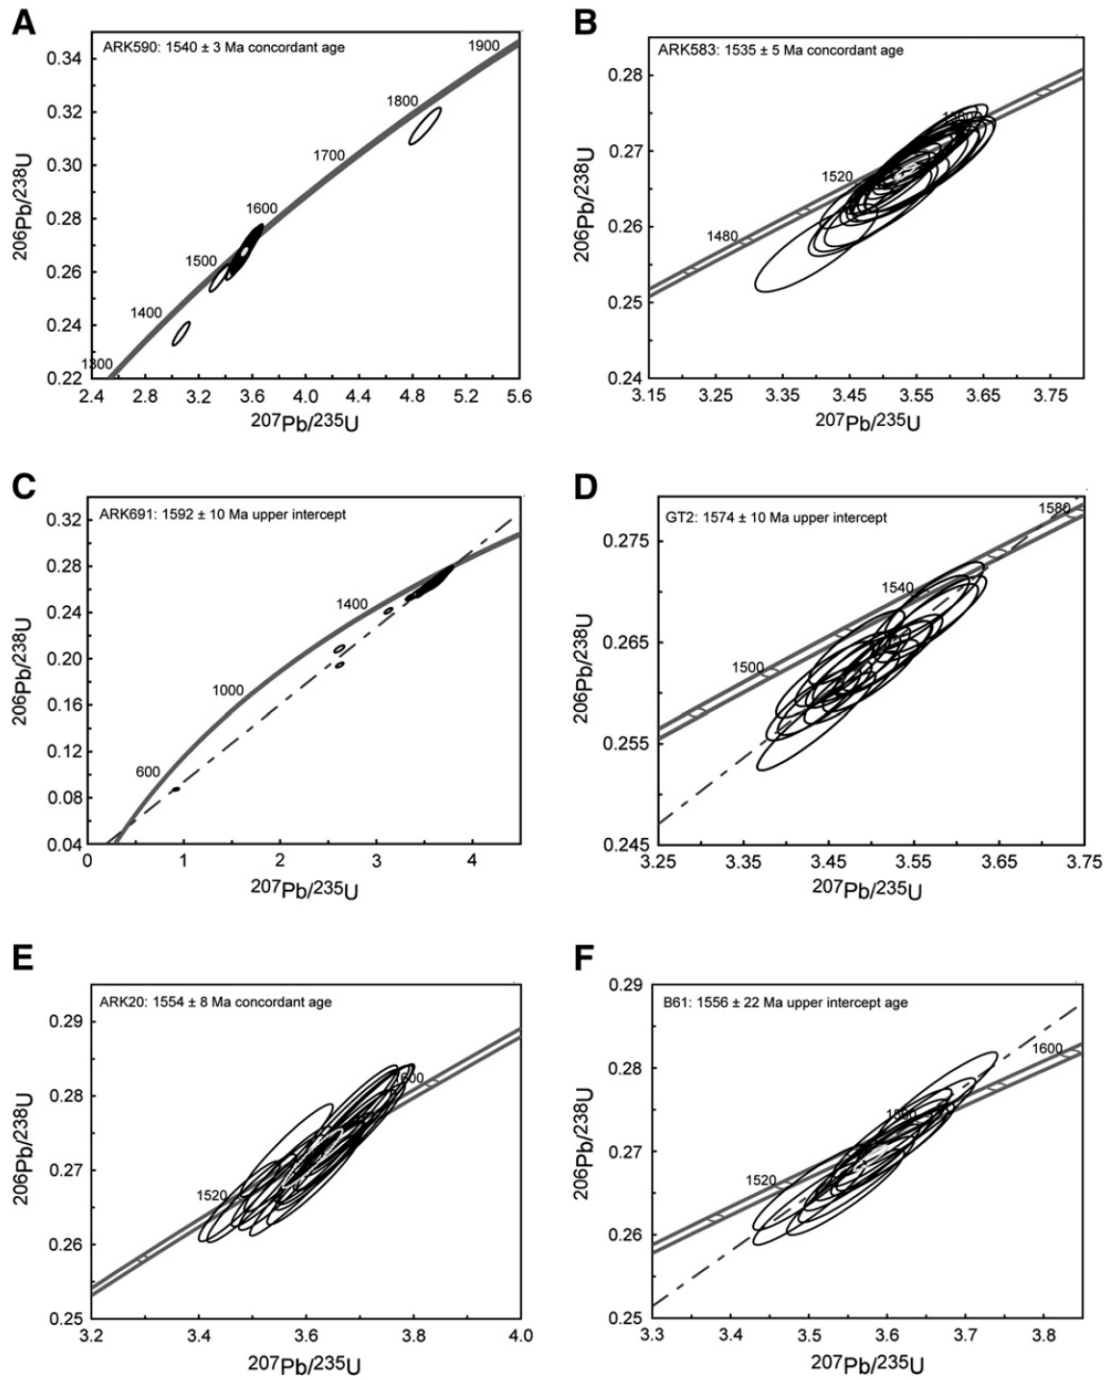 A
ARK590: 1540 ± 3 Ma concordant age
1900
1800
1700
1600
1500
1400
1300
0.34
0.32
0.30
0.28
0.26
0.24
0.22
2.4 2.8 3.2 3.6 4.0 4.4 4.8 5.2 5.6
206Pb/238U
207Pb/235U
B
ARK583: 1535 ± 5 Ma concordant age
1520
1480
0.28
0.27
0.26
0.25
0.24
3.15 3.25 3.35 3.45 3.55 3.65 3.75
206Pb/238U
207Pb/235U
C
ARK691: 1592 ± 10 Ma upper intercept
1400
1000
600
0.32
0.28
0.24
0.20
0.16
0.12
0.08
0.04
0 1 2 3 4
206Pb/238U
207Pb/235U
D
GT2: 1574 ± 10 Ma upper intercept
1580
1540
1500
0.275
0.265
0.255
0.245
3.25 3.35 3.45 3.55 3.65 3.75
206Pb/238U
207Pb/235U
E
ARK20: 1554 ± 8 Ma concordant age
1520
0.29
0.28
0.27
0.26
0.25
3.2 3.4 3.6 3.8 4.0
206Pb/238U
207Pb/235U
F
B61: 1556 ± 22 Ma upper intercept age
1600
1520
0.29
0.28
0.27
0.26
0.25
3.3 3.4 3.5 3.6 3.7 3.8
206Pb/238U
207Pb/235U